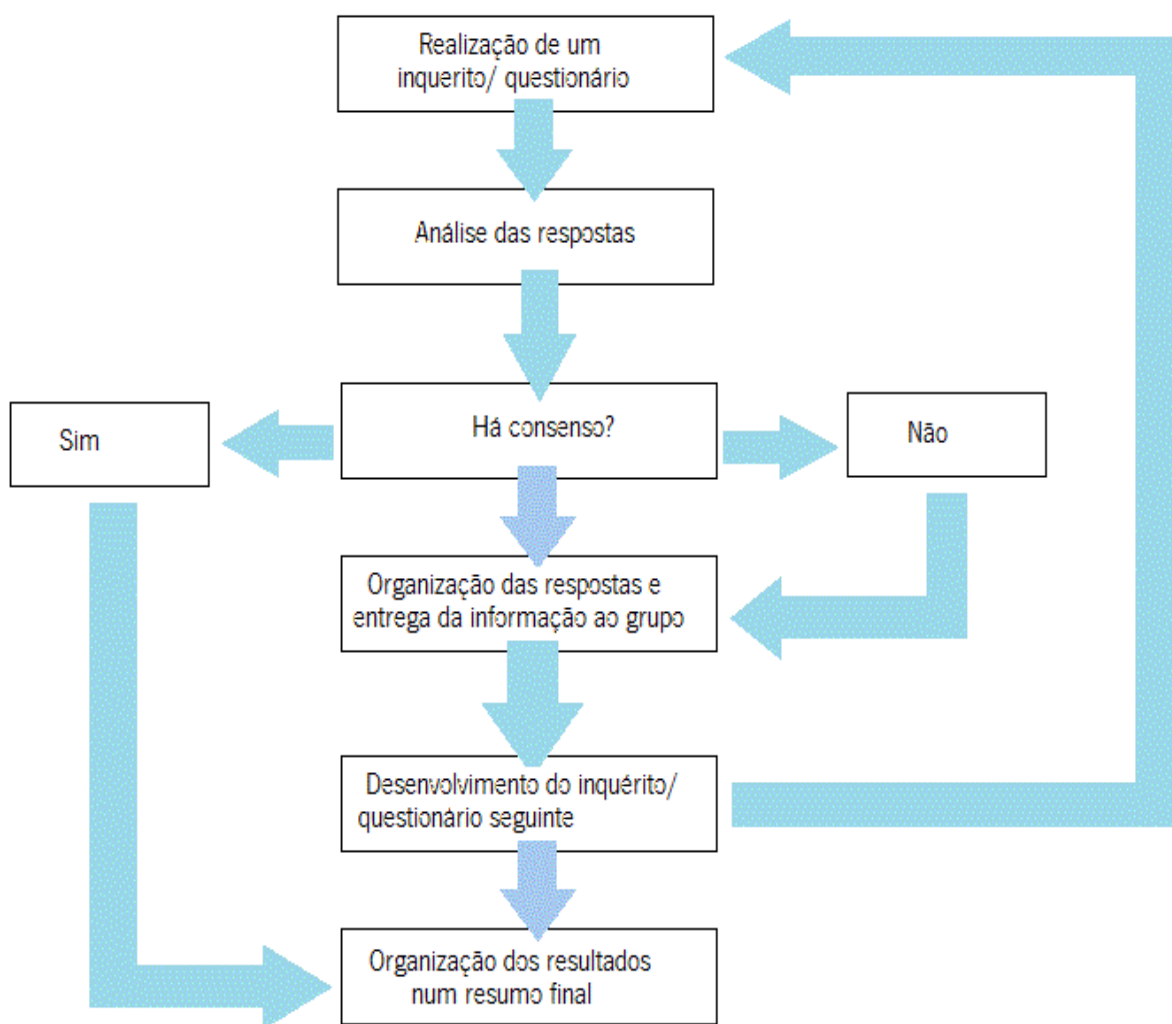 Realização de um
inquerito/ questionário
Análise das respostas
Há consenso?
Sim
Não
Organização das respostas e
entrega da informação ao grupo
Desenvolvimento do inquérito/
questionário seguinte
Organização dos resultados
num resumo final